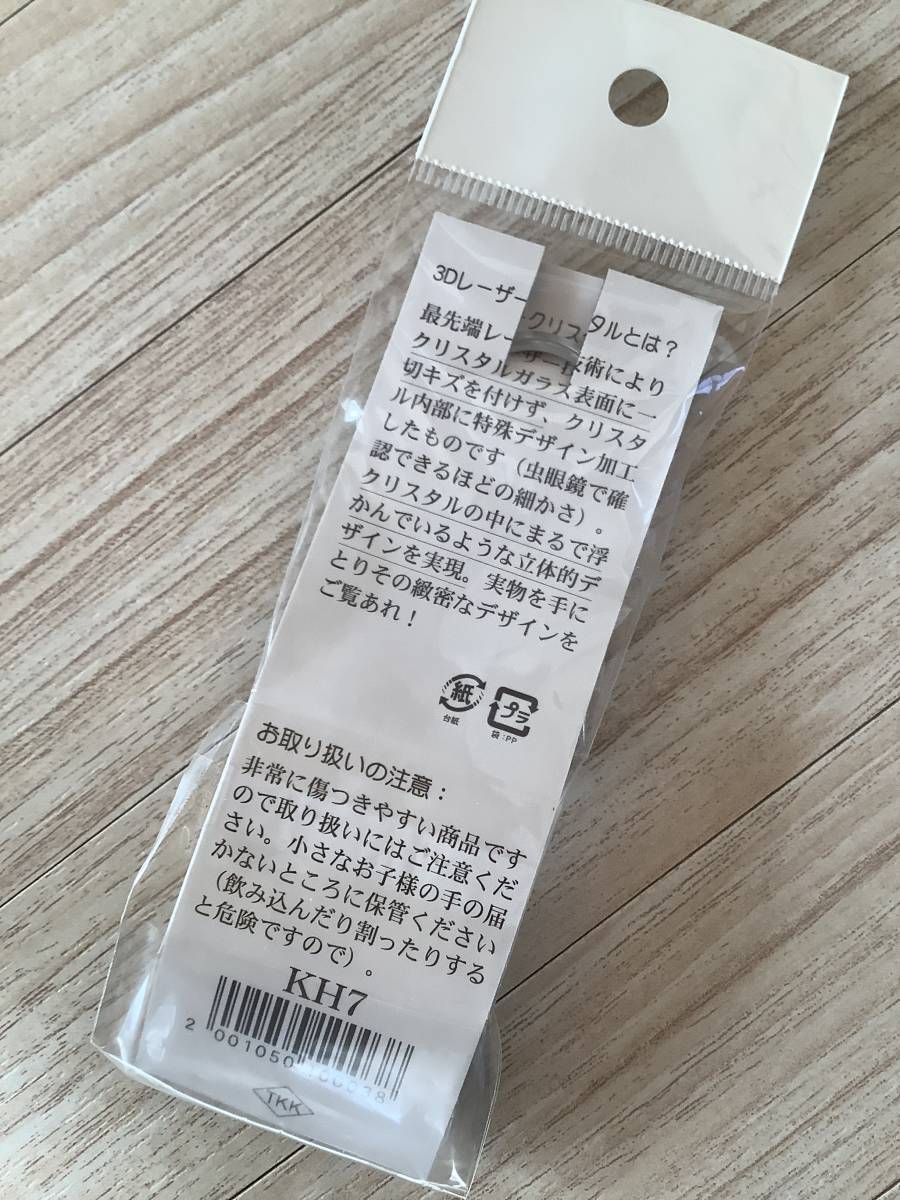 3Dレーザークリスタルとは？
最先端レーザー技術により
クリスタルガラス表面に一
切キズを付けず、クリスタ
ル内部に特殊デザイン加工
したものです（虫眼鏡で確
認できるほどの細かさ）。
クリスタルの中にまるで浮
かんでいるような立体的デ
ザインを実現。実物を手に
とりその緻密なデザインを
ご覧あれ！
紙
台紙
プラ
袋:PP
お取り扱いの注意：
非常に傷つきやすい商品です
ので取り扱いにはご注意くだ
さい。小さなお子様の手の届
かないところに保管ください
（飲み込んだり割ったりする
と危険ですので）。
KH7
TKK